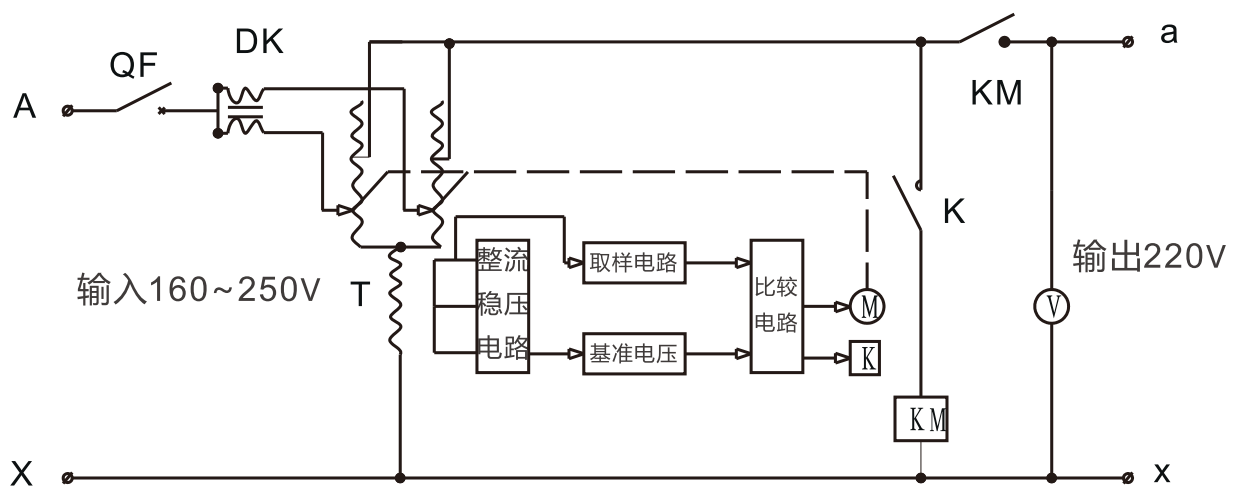 DK
a
QF
KM
A
K
整流
稳压
电路
取样电路
比较
电路
M
输出220V
输入160~250V
T
V
基准电压
K
KM
X
x